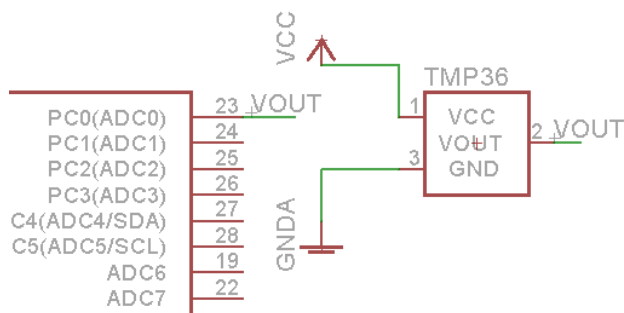 VCC
TMP36
23 VOUT
PC0(ADC0)
1 VCC
PC1(ADC1) 24
VOUT 2 VOUT
PC2(ADC2) 25
3 GND
PC3(ADC3) 26
C4(ADC4/SDA) 27
C5(ADC5/SCL) 28
GNDA
ADC6 19
ADC7 22